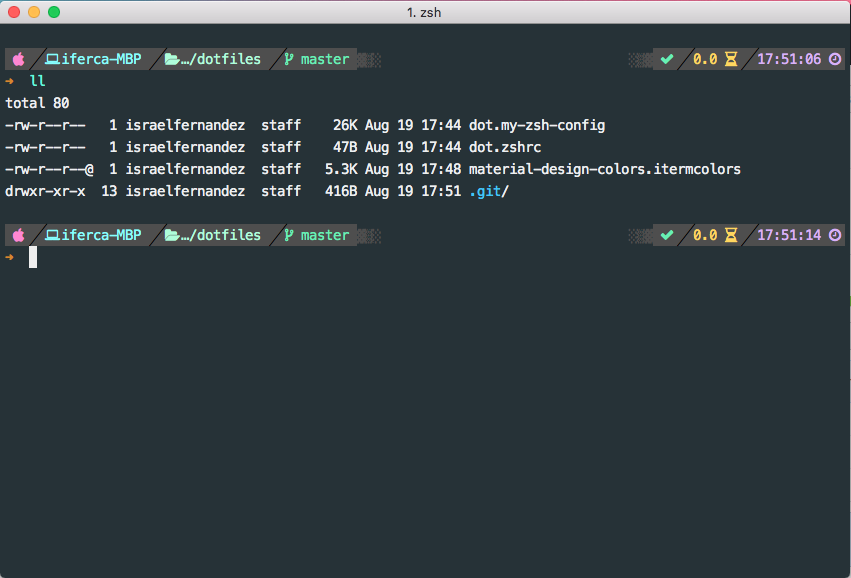 1. zsh
iferca-MBP …/dotfiles master 0.0 17:51:06
➜ ll
total 80
-rw-r--r-- 1 israelfernandez staff 26K Aug 19 17:44 dot.my-zsh-config
-rw-r--r-- 1 israelfernandez staff 47B Aug 19 17:44 dot.zshrc
-rw-r--r--@ 1 israelfernandez staff 5.3K Aug 19 17:48 material-design-colors.itermcolors
drwxr-xr-x 13 israelfernandez staff 416B Aug 19 17:51 .git/
iferca-MBP …/dotfiles master 0.0 17:51:14
➜